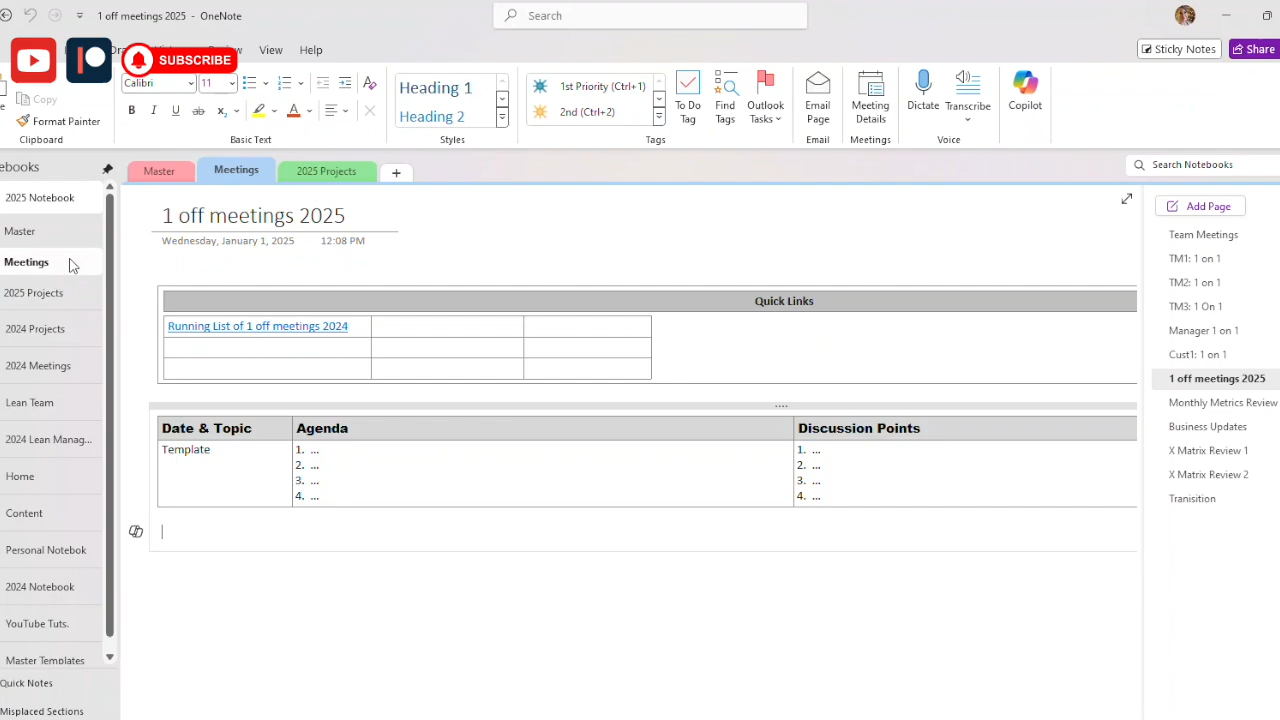 1 off meetings 2025 - OneNote
Search
View
Help
Sticky Notes
Share
SUBSCRIBE
Copy
Format Painter
Clipboard
Calibri
11
B I U ab x₂ A
Basic Text
Heading 1
Heading 2
Styles
1st Priority (Ctrl+1)
2nd (Ctrl+2)
To Do Tag
Find Tags
Outlook Tasks
Tags
Email Page
Email
Meeting Details
Meetings
Dictate
Transcribe
Voice
Copilot
ebooks
Master
Meetings
2025 Projects
+
Search Notebooks
2025 Notebook
Master
Meetings
2025 Projects
2024 Projects
2024 Meetings
Lean Team
2024 Lean Manag...
Home
Content
Personal Notebok
2024 Notebook
YouTube Tuts.
Master Templates
Quick Notes
Misplaced Sections
1 off meetings 2025
Wednesday, January 1, 2025 12:08 PM
Quick Links
Running List of 1 off meetings 2024
Date & Topic Agenda Discussion Points
Template 1. ... 1. ...
2. ... 2. ...
3. ... 3. ...
4. ... 4. ...
Add Page
Team Meetings
TM1: 1 on 1
TM2: 1 on 1
TM3: 1 On 1
Manager 1 on 1
Cust1: 1 on 1
1 off meetings 2025
Monthly Metrics Review
Business Updates
X Matrix Review 1
X Matrix Review 2
Tranisition